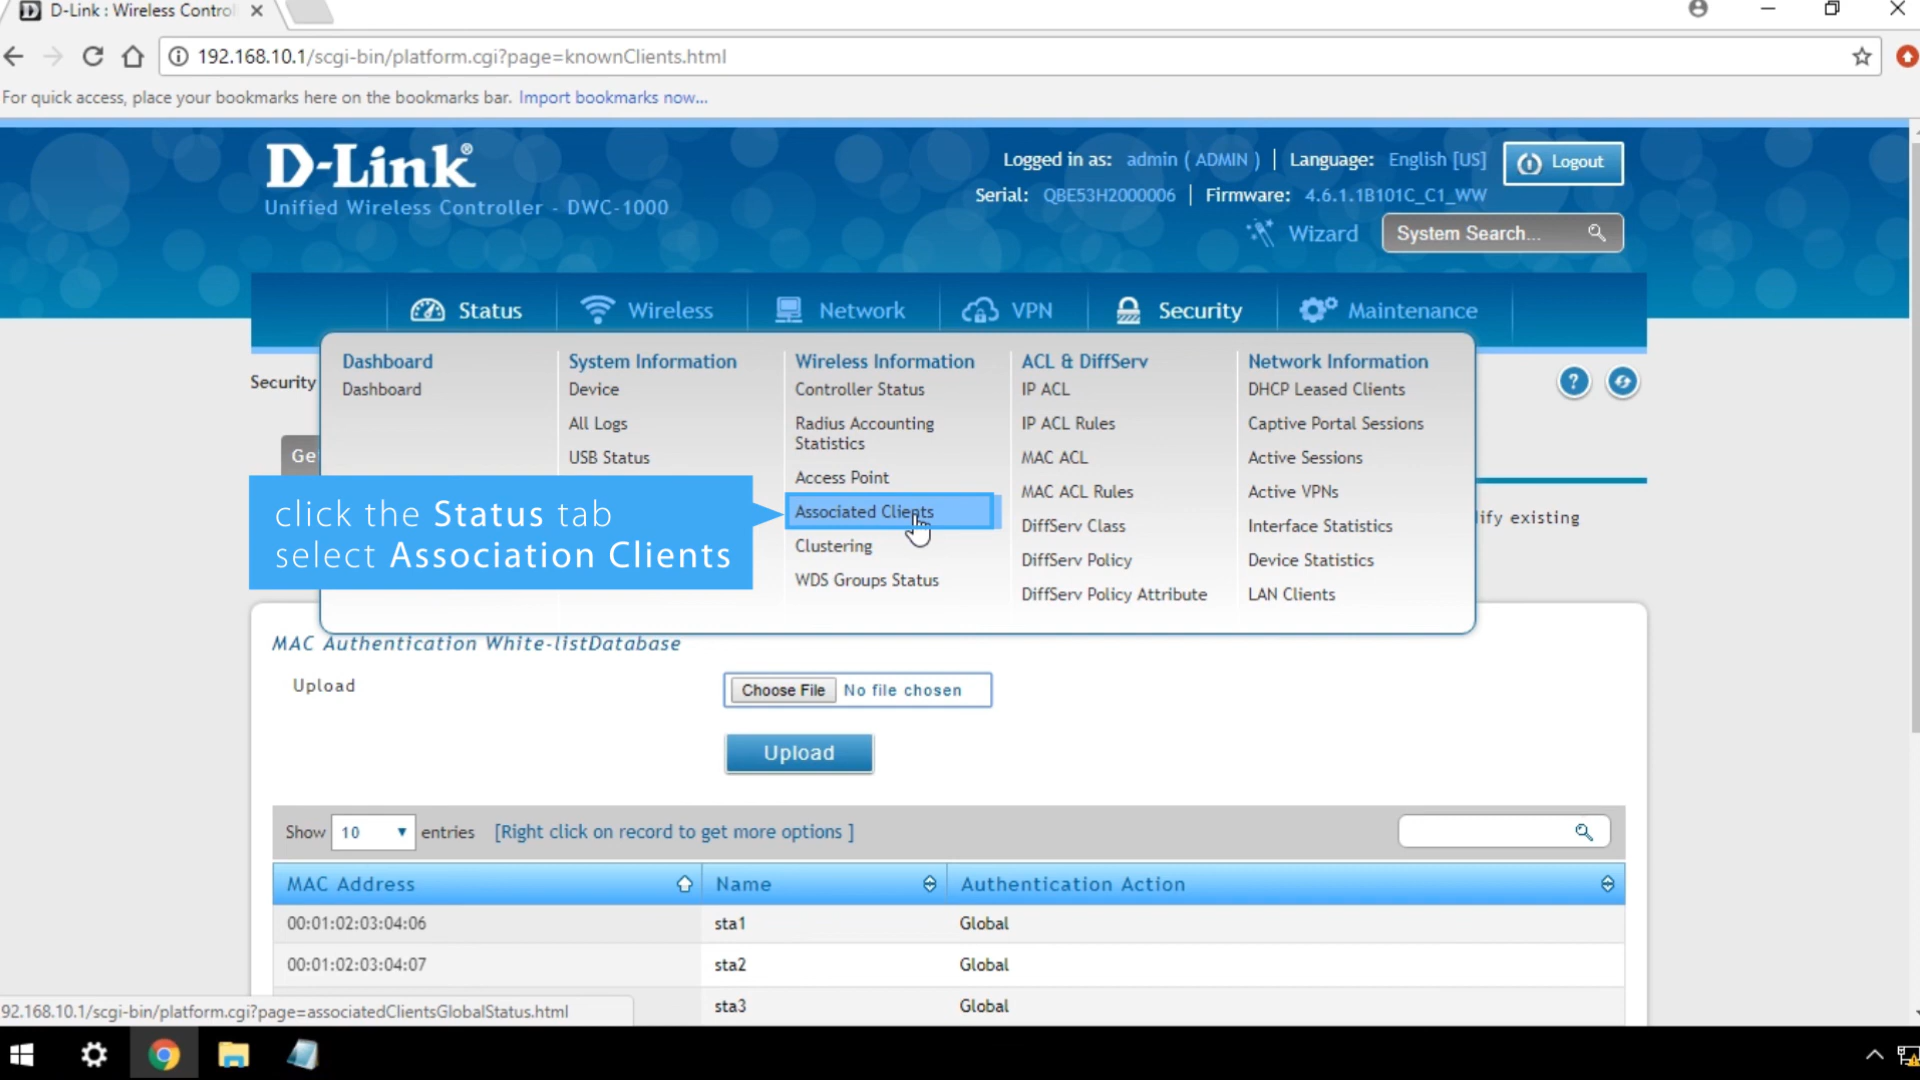 D-Link : Wireless Control
192.168.10.1/scgi-bin/platform.cgi?page=knownClients.html
For quick access, place your bookmarks here on the bookmarks bar. Import bookmarks now...
D-Link®
Unified Wireless Controller - DWC-1000
Logged in as: admin ( ADMIN ) | Language: English [US]
Logout
Serial: QBE53H2000006 | Firmware: 4.6.1.1B101C_C1_WW
Wizard
System Search...
Status
Wireless
Network
VPN
Security
Maintenance
Security
Ge
Dashboard
Dashboard
System Information
Device
All Logs
USB Status
Wireless Information
Controller Status
Radius Accounting
Statistics
Access Point
Associated Clients
Clustering
WDS Groups Status
ACL & DiffServ
IP ACL
IP ACL Rules
MAC ACL
MAC ACL Rules
DiffServ Class
DiffServ Policy
DiffServ Policy Attribute
Network Information
DHCP Leased Clients
Captive Portal Sessions
Active Sessions
Active VPNs
Interface Statistics
Device Statistics
LAN Clients
?
ify existing
click the Status tab
select Association Clients
MAC Authentication White-listDatabase
Upload
Choose File No file chosen
Upload
Show 10 entries [Right click on record to get more options ]
MAC Address Name Authentication Action
00:01:02:03:04:06 sta1 Global
00:01:02:03:04:07 sta2 Global
sta3 Global
92.168.10.1/scgi-bin/platform.cgi?page=associatedClientsGlobalStatus.html